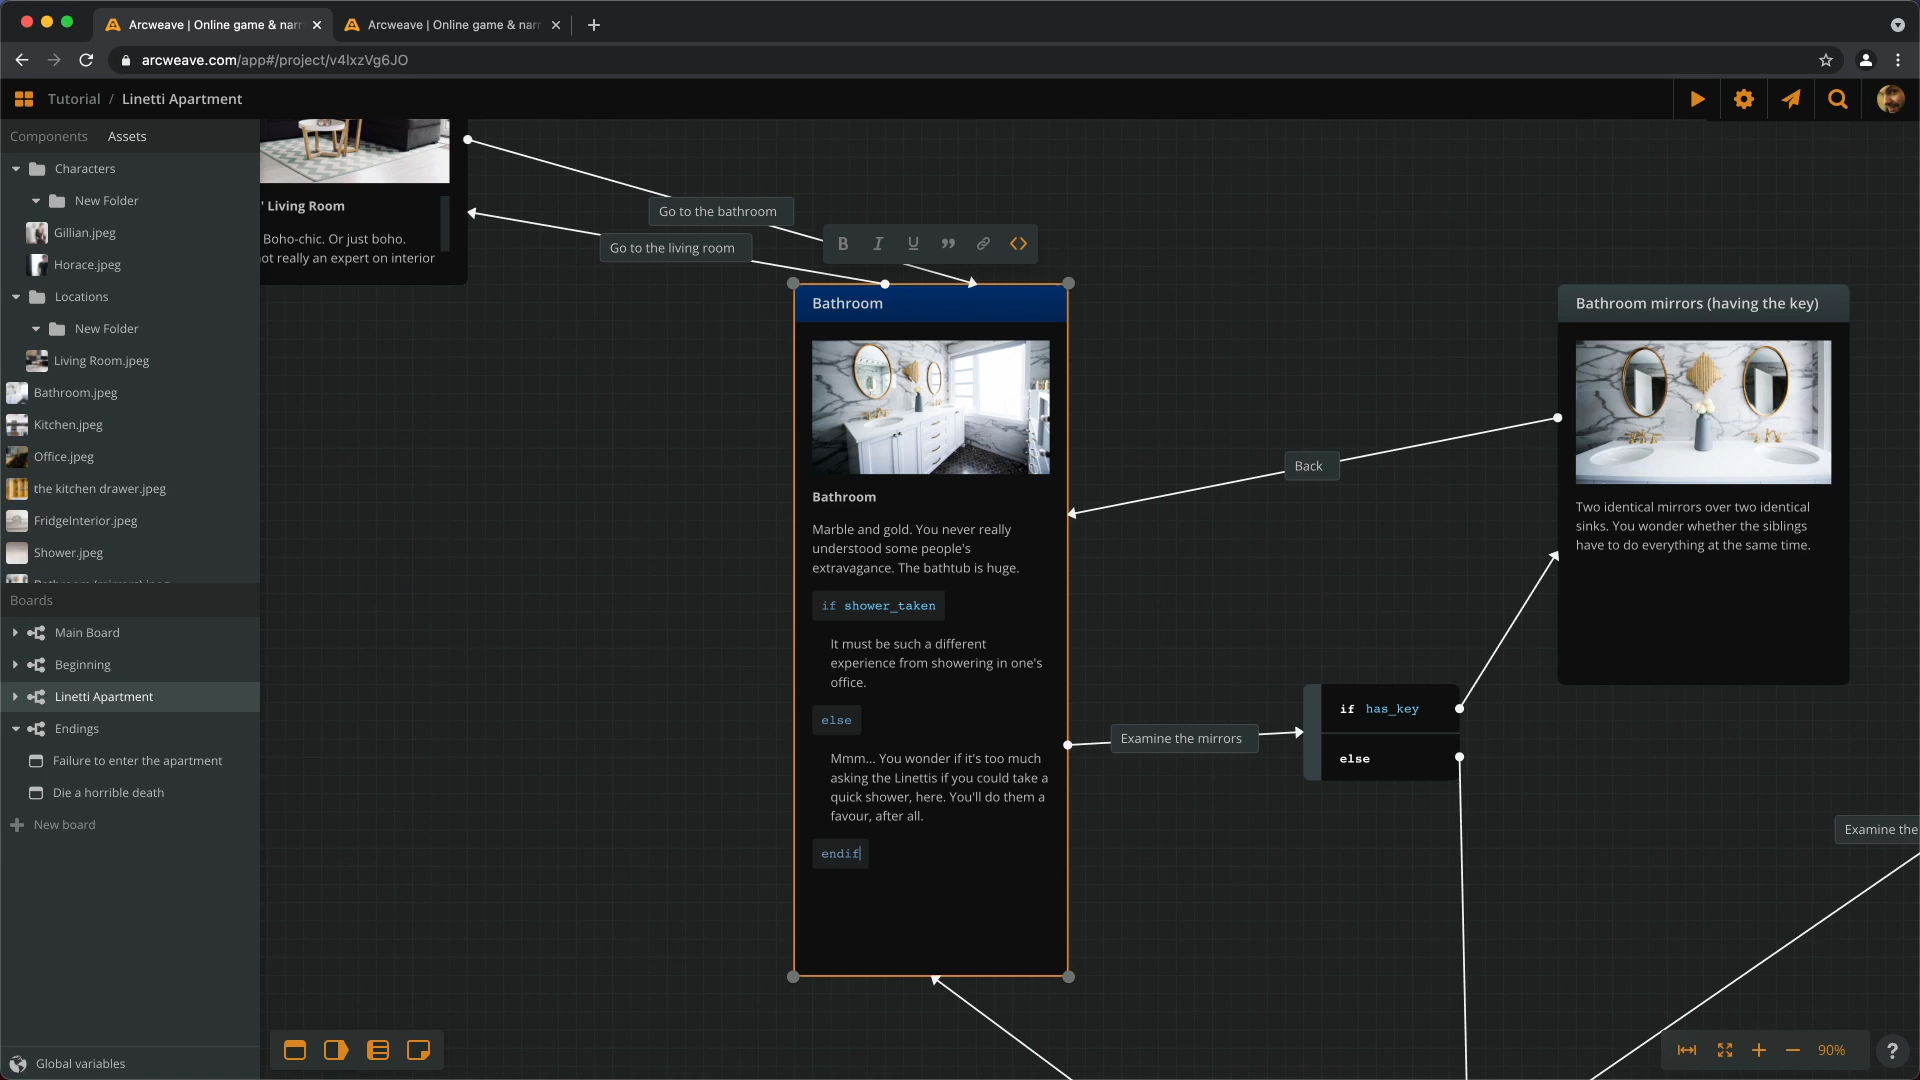 Arcweave | Online game & narr
Arcweave | Online game & narr
arcweave.com/app#/project/v4lxzVg6JO
Tutorial / Linetti Apartment
Components Assets
Characters
New Folder
Gillian.jpeg
Horace.jpeg
Locations
New Folder
Living Room.jpeg
Bathroom.jpeg
Kitchen.jpeg
Office.jpeg
the kitchen drawer.jpeg
FridgeInterior.jpeg
Shower.jpeg
Boards
Main Board
Beginning
Linetti Apartment
Endings
Failure to enter the apartment
Die a horrible death
New board
Global variables
' Living Room
Boho-chic. Or just boho.
ot really an expert on interior
Go to the bathroom
Go to the living room
B I U
Bathroom
Bathroom
Marble and gold. You never really
understood some people's
extravagance. The bathtub is huge.
if shower_taken
It must be such a different
experience from showering in one's
office.
else
Mmm... You wonder if it's too much
asking the Linettis if you could take a
quick shower, here. You'll do them a
favour, after all.
endif
Back
Examine the mirrors
if has_key
else
Bathroom mirrors (having the key)
Two identical mirrors over two identical
sinks. You wonder whether the siblings
have to do everything at the same time.
Examine the
90%
?